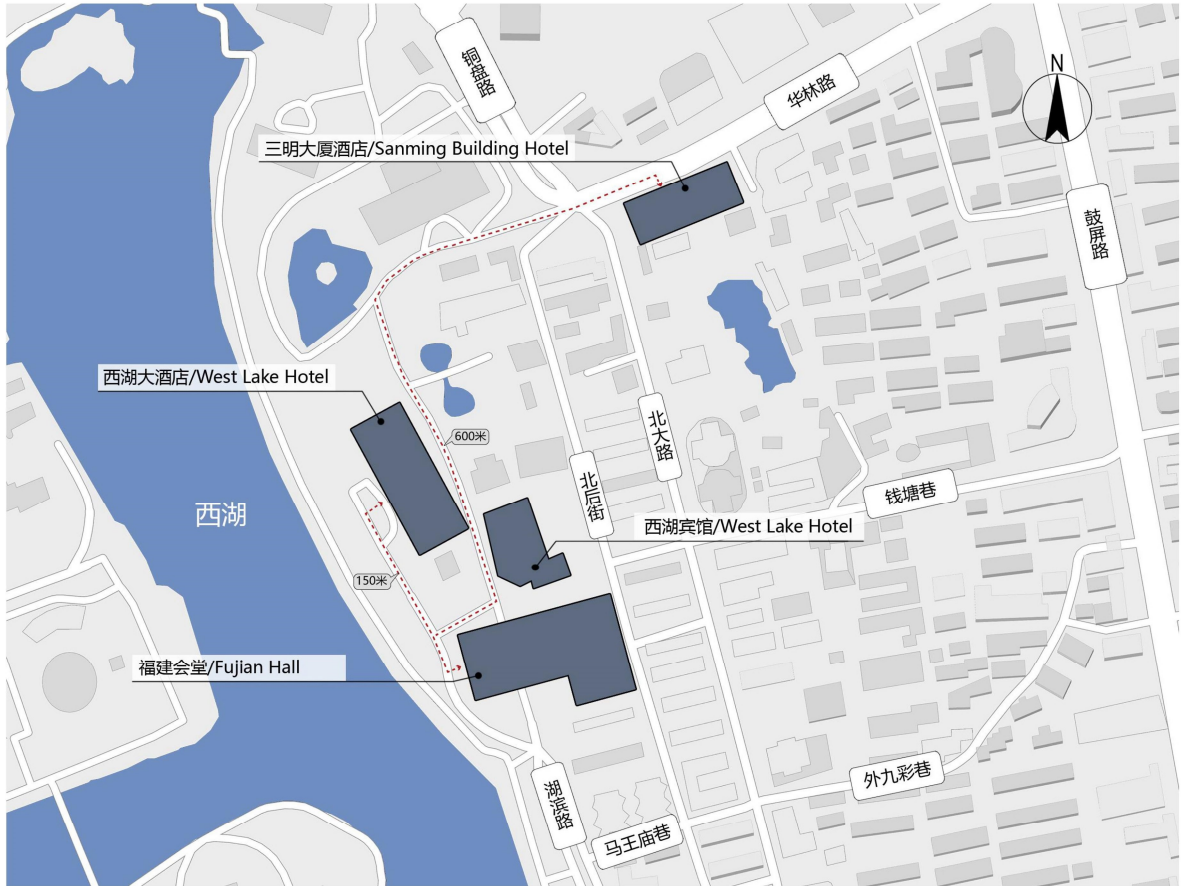 铜盘路
华林路
N
三明大厦酒店/Sanming Building Hotel
鼓屏路
西湖大酒店/West Lake Hotel
600米
北大路
北后街
钱塘巷
西湖
西湖宾馆/West Lake Hotel
150米
福建会堂/Fujian Hall
湖滨路
外九彩巷
马王庙巷